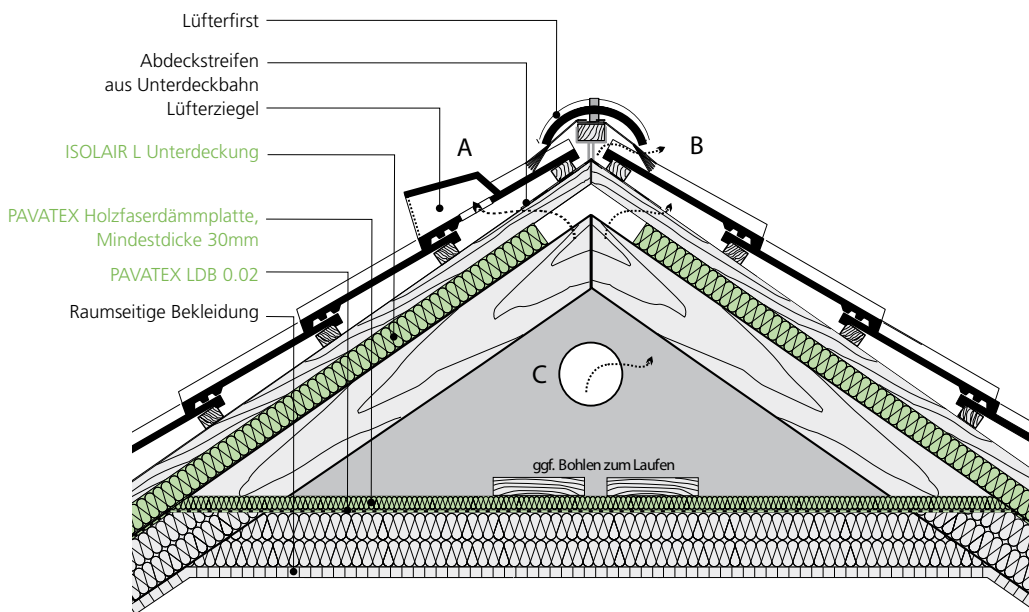 Lüfterfirst
Abdeckstreifen
aus Unterdeckbahn
Lüfterziegel
ISOLAIR L Unterdeckung
PAVATEX Holzfaserdämmplatte,
Mindestdicke 30mm
PAVATEX LDB 0.02
Raumseitige Bekleidung
A
B
C
ggf. Bohlen zum Laufen